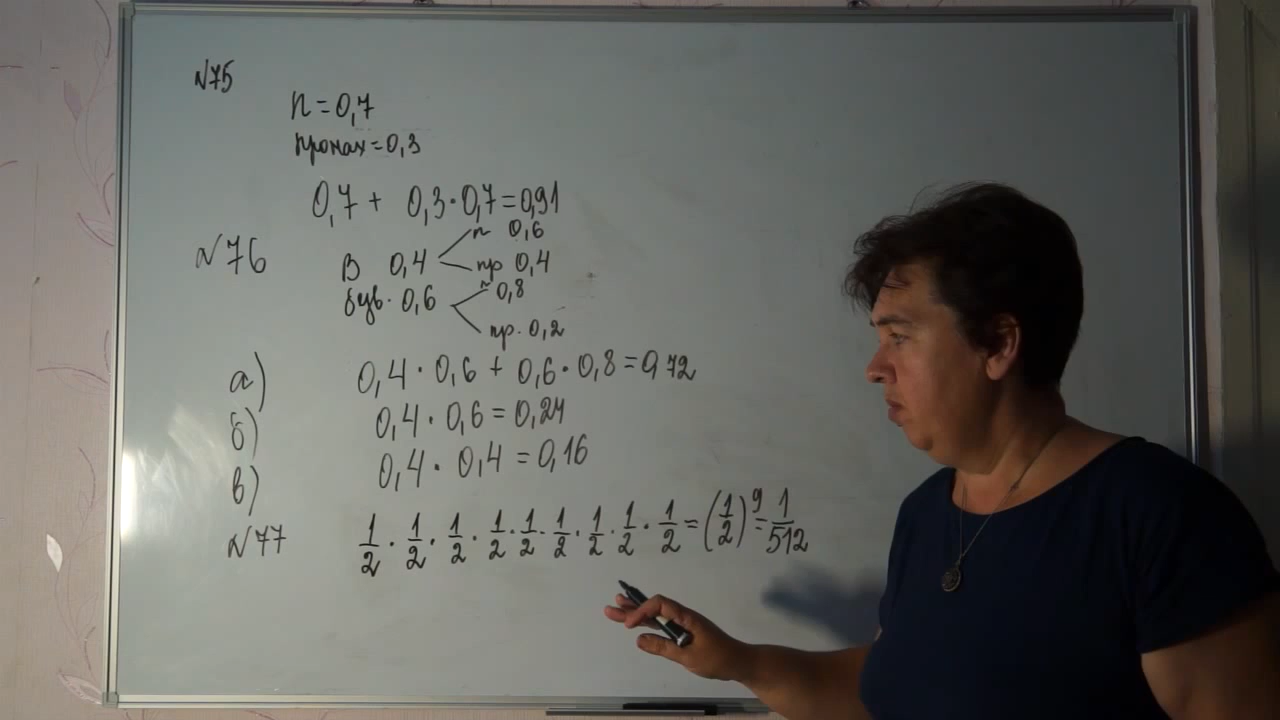 №75
п = 0,7
промах = 0,3
0,7 + 0,3 · 0,7 = 0,91
№76
В 0,4 п 0,6
пр 0,4
був. 0,6 п 0,8
пр. 0,2
а) 0,4 · 0,6 + 0,6 · 0,8 = 0,72
б) 0,4 · 0,6 = 0,24
в) 0,4 · 0,4 = 0,16
№77 1/2 · 1/2 · 1/2 · 1/2 · 1/2 · 1/2 · 1/2 · 1/2 · 1/2 = (1/2)⁹ = 1/512